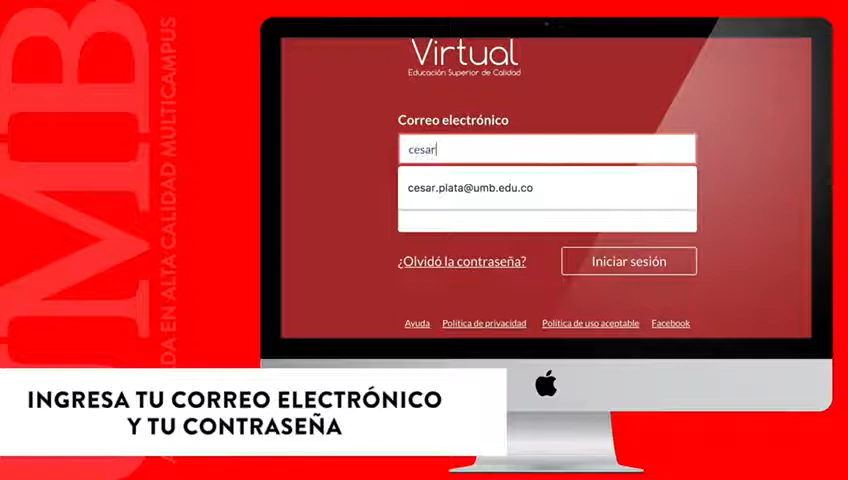 UMB
DA EN ALTA CALIDAD MULTICAMPUS
Virtual
Educación Superior de Calidad
Correo electrónico
cesar
cesar.plata@umb.edu.co
¿Olvidó la contraseña?
Iniciar sesión
Ayuda
Política de privacidad
Política de uso aceptable
Facebook
INGRESA TU CORREO ELECTRÓNICO
Y TU CONTRASEÑA